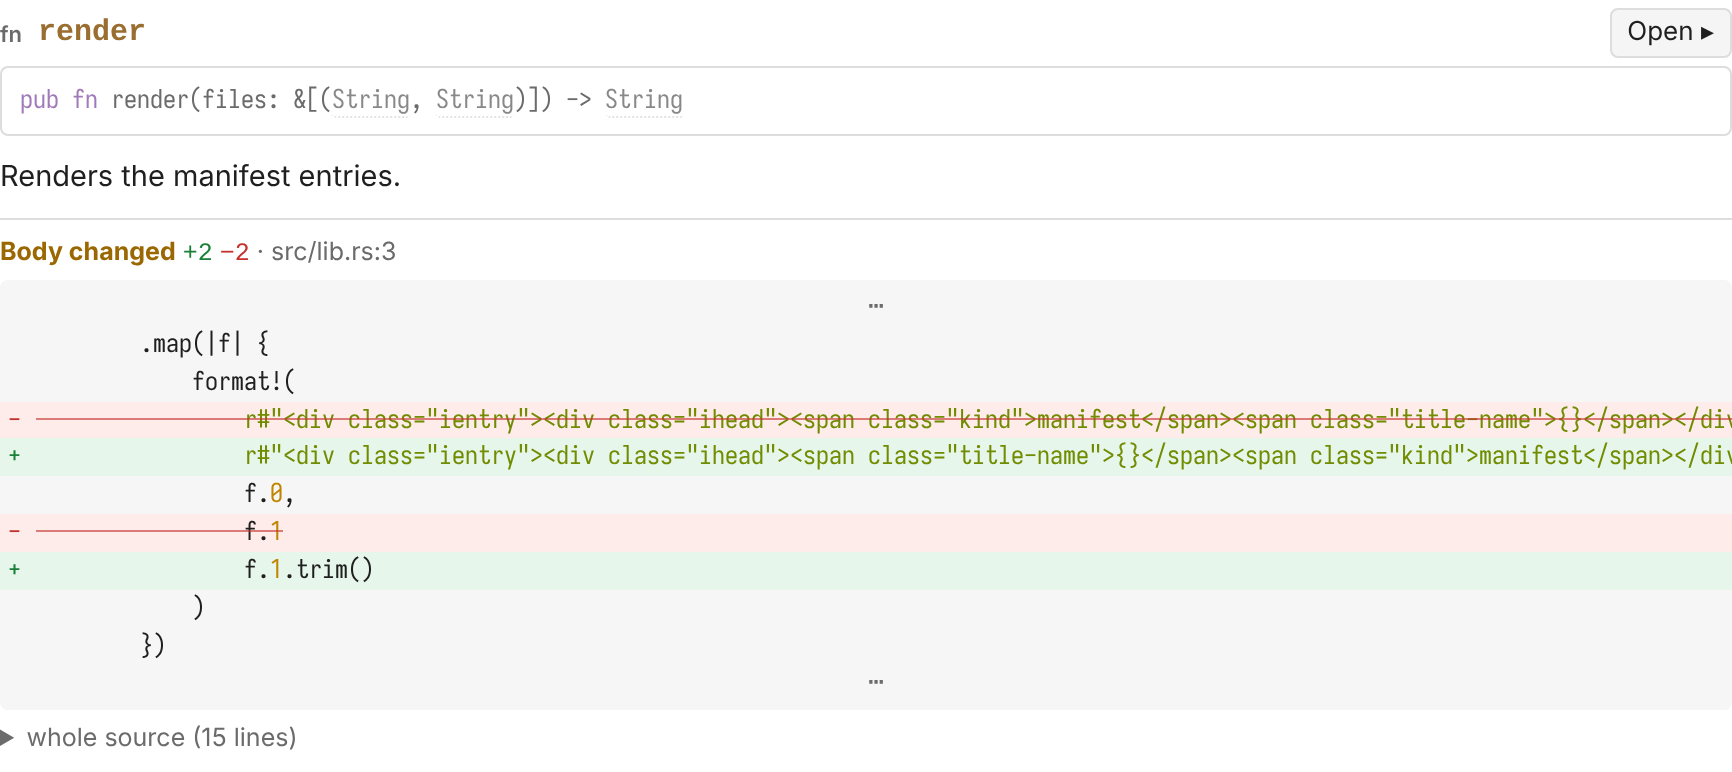 fn render
Open ▸
pub fn render(files: &[(String, String)]) -> String
Renders the manifest entries.
Body changed +2 −2 · src/lib.rs:3
…
.map(|f| {
format!(
− r#"<div class="ientry"><div class="ihead"><span class="kind">manifest</span><span class="title-name">{}</span></div
+ r#"<div class="ientry"><div class="ihead"><span class="title-name">{}</span><span class="kind">manifest</span></div
f.0,
− f.1
+ f.1.trim()
)
})
…
▶ whole source (15 lines)